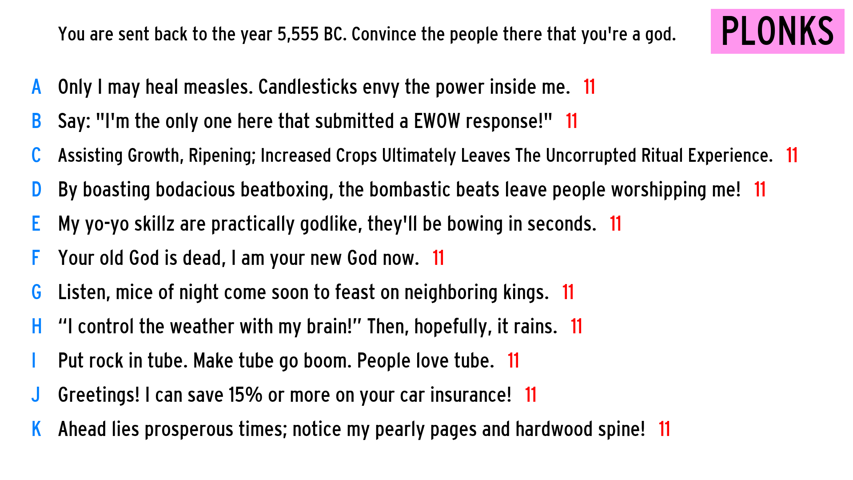 You are sent back to the year 5,555 BC. Convince the people there that you're a god.
PLONKS
A Only I may heal measles. Candlesticks envy the power inside me. 11
B Say: "I'm the only one here that submitted a EWOW response!" 11
C Assisting Growth, Ripening; Increased Crops Ultimately Leaves The Uncorrupted Ritual Experience. 11
D By boasting bodacious beatboxing, the bombastic beats leave people worshipping me! 11
E My yo-yo skillz are practically godlike, they'll be bowing in seconds. 11
F Your old God is dead, I am your new God now. 11
G Listen, mice of night come soon to feast on neighboring kings. 11
H “I control the weather with my brain!” Then, hopefully, it rains. 11
I Put rock in tube. Make tube go boom. People love tube. 11
J Greetings! I can save 15% or more on your car insurance! 11
K Ahead lies prosperous times; notice my pearly pages and hardwood spine! 11